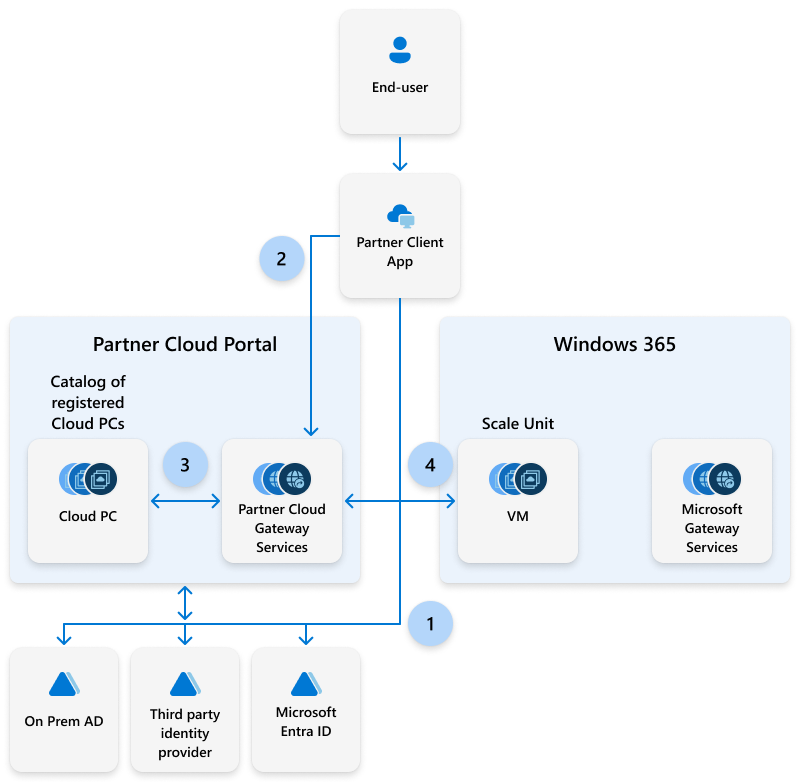 End-user
Partner Client
App
2
Partner Cloud Portal
Windows 365
Catalog of
registered
Cloud PCs
Scale Unit
3
4
Cloud PC
Partner Cloud
Gateway
Services
VM
Microsoft
Gateway
Services
1
On Prem AD
Third party
identity
provider
Microsoft
Entra ID